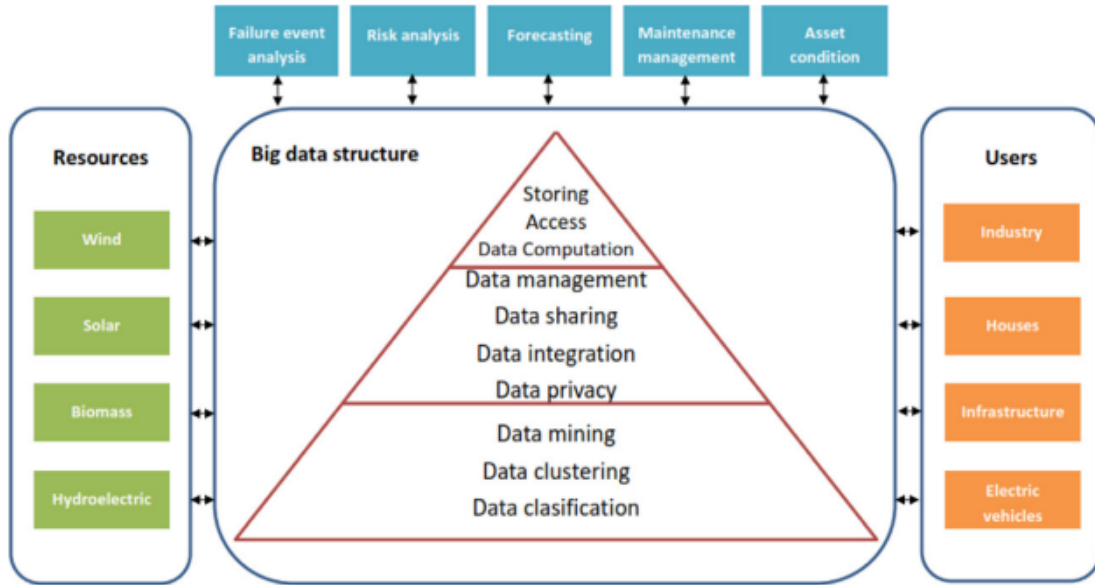 Failure event
analysis
Risk analysis
Forecasting
Maintenance
management
Asset
condition
Resources
Wind
Solar
Biomass
Hydroelectric
Big data structure
Storing
Access
Data Computation
Data management
Data sharing
Data integration
Data privacy
Data mining
Data clustering
Data clasification
Users
Industry
Houses
Infrastructure
Electric
vehicles